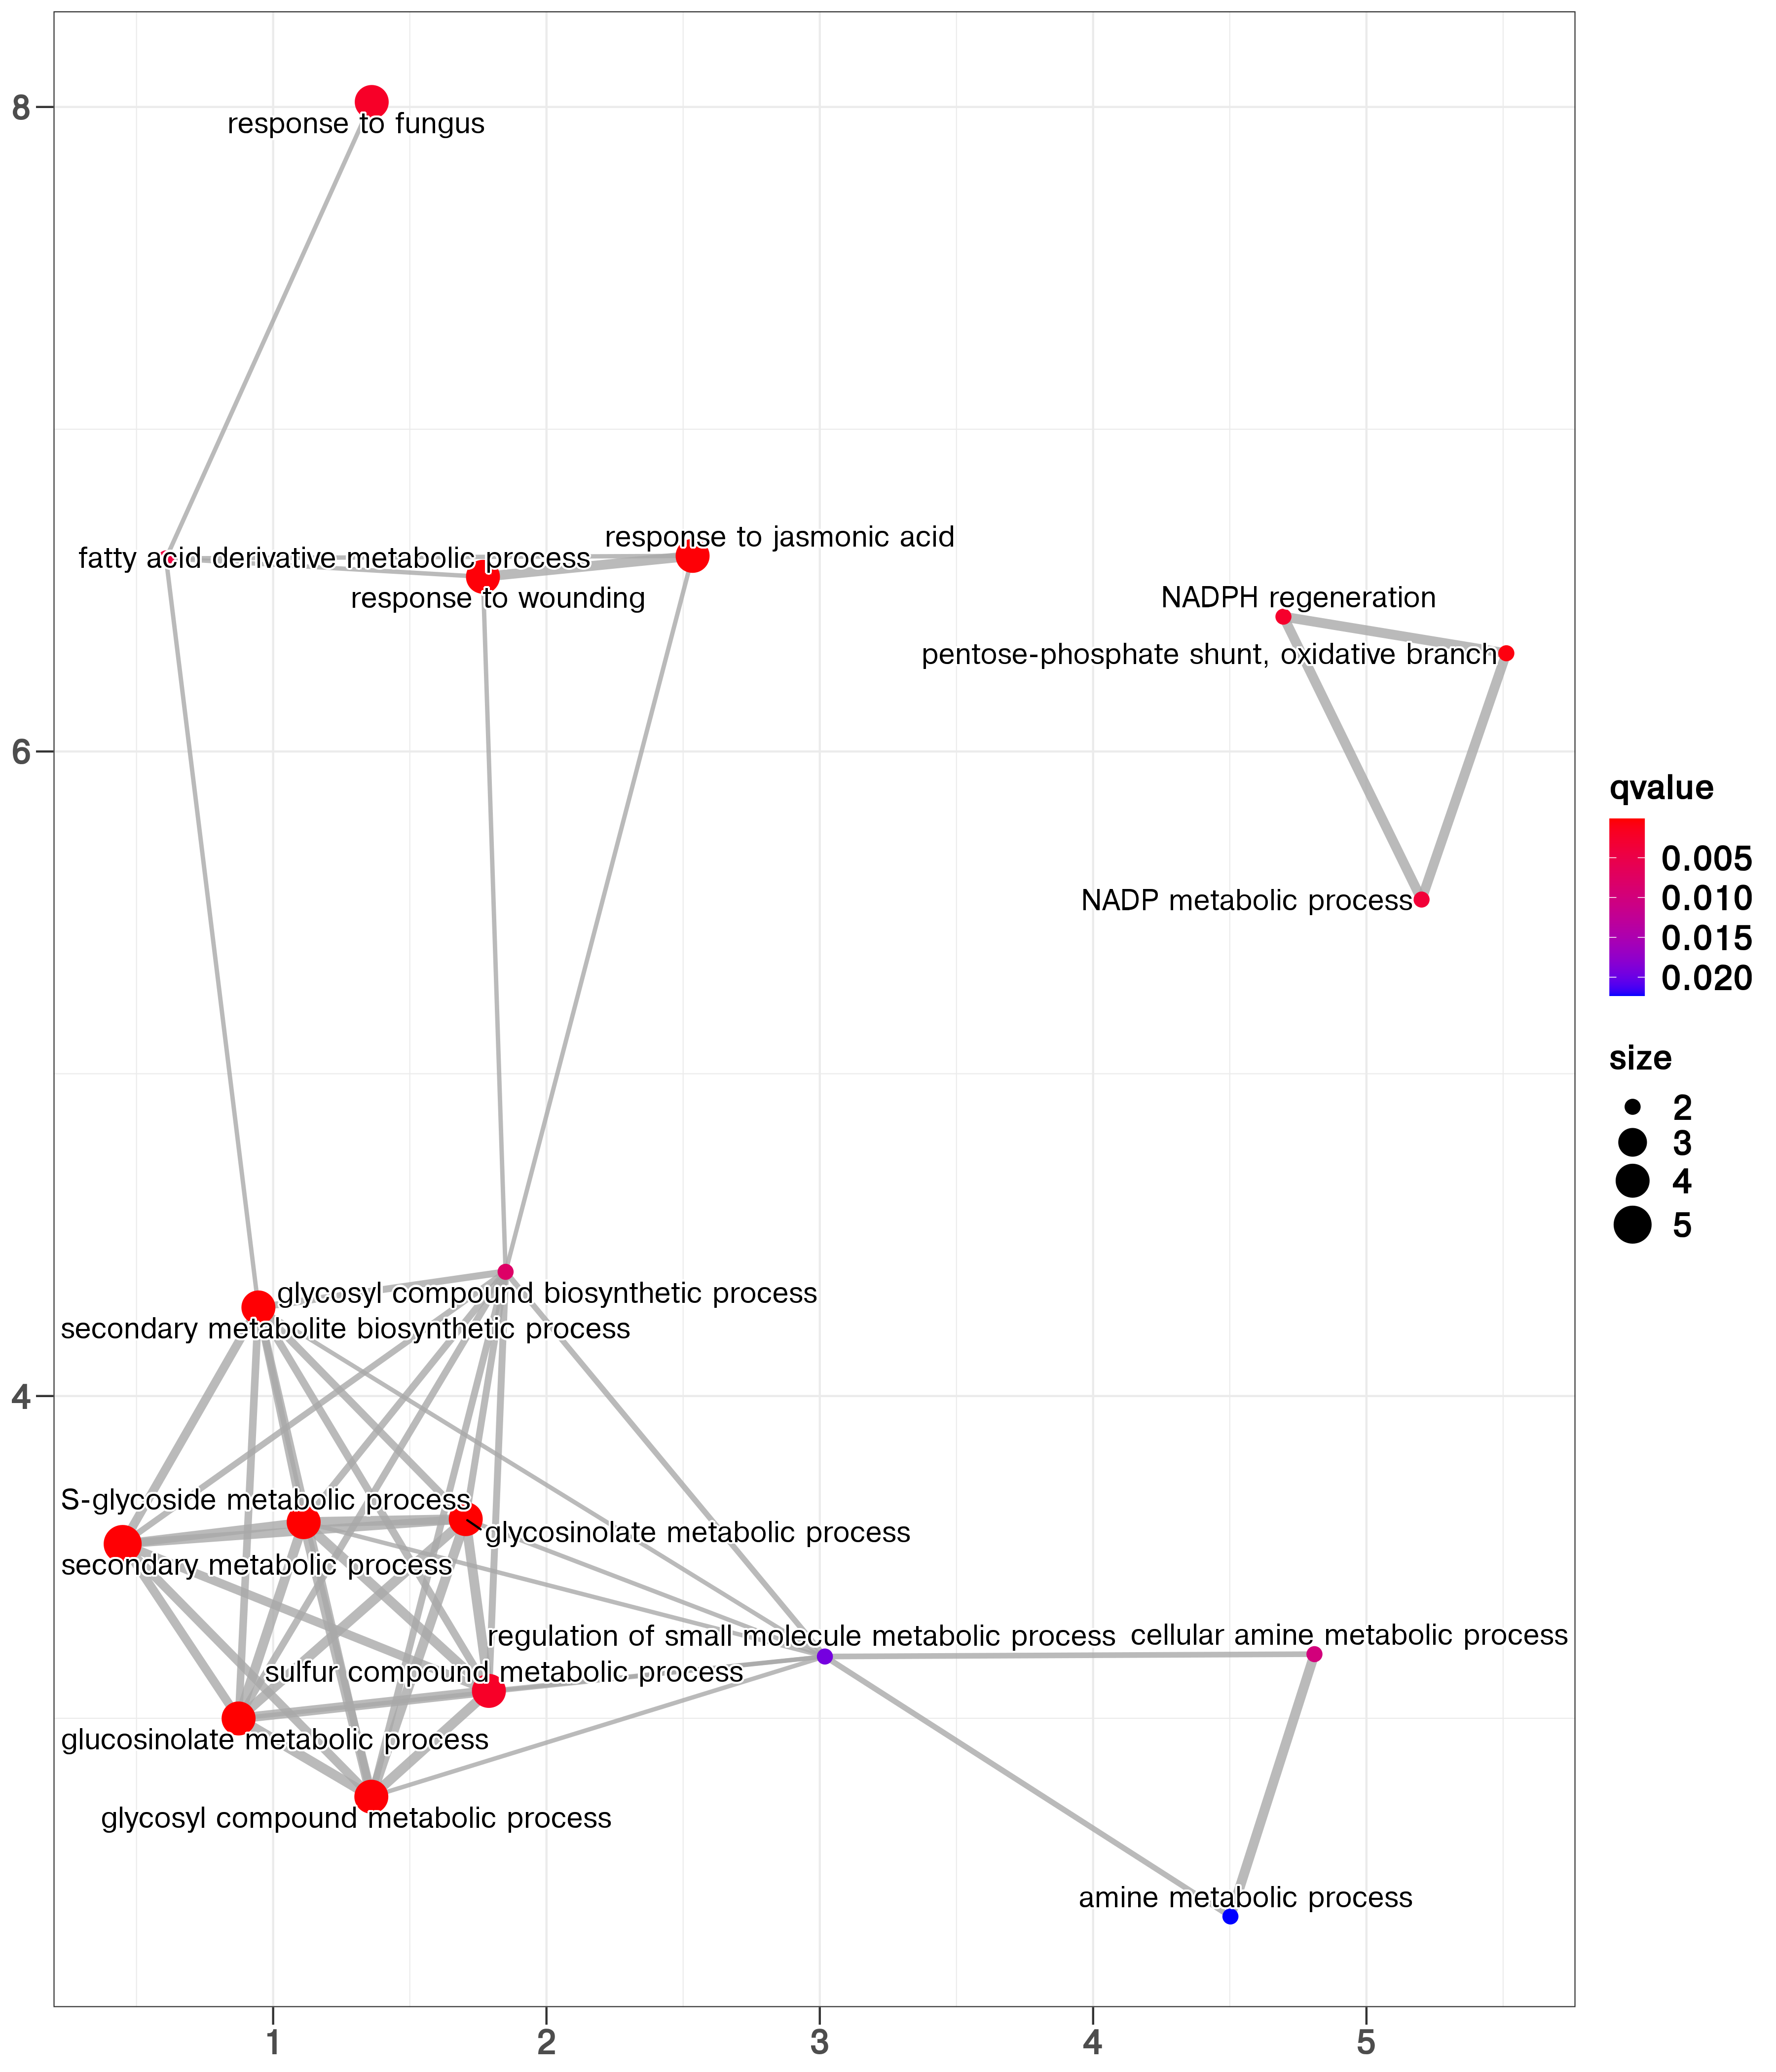 8
response to fungus
response to jasmonic acid
fatty acid derivative metabolic process
response to wounding
NADPH regeneration
pentose-phosphate shunt, oxidative branch
6
NADP metabolic process
glycosyl compound biosynthetic process
secondary metabolite biosynthetic process
4
S-glycoside metabolic process
glycosinolate metabolic process
secondary metabolic process
regulation of small molecule metabolic process
cellular amine metabolic process
sulfur compound metabolic process
glucosinolate metabolic process
glycosyl compound metabolic process
amine metabolic process
1 2 3 4 5
qvalue
0.005
0.010
0.015
0.020
size
2
3
4
5